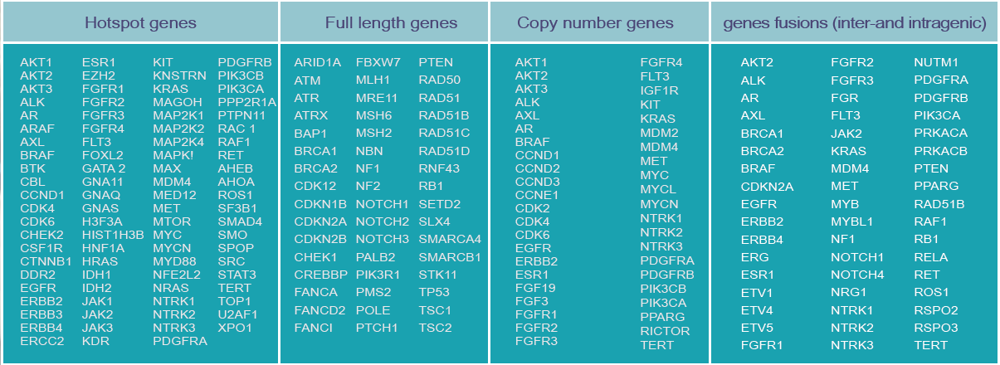 Hotspot genes
AKT1 ESR1 KIT PDGFRB
AKT2 EZH2 KNSTRN PIK3CB
AKT3 FGFR1 KRAS PIK3CA
ALK FGFR2 MAGOH PPP2R1A
AR FGFR3 MAP2K1 PTPN11
ARAF FGFR4 MAP2K2 RAC 1
AXL FLT3 MAP2K4 RAF1
BRAF FOXL2 MAPK! RET
BTK GATA 2 MAX AHEB
CBL GNA11 MDM4 AHOA
CCND1 GNAQ MED12 ROS1
CDK4 GNAS MET SF3B1
CDK6 H3F3A MTOR SMAD4
CHEK2 HIST1H3B MYC SMO
CSF1R HNF1A MYCN SPOP
CTNNB1 HRAS MYD88 SRC
DDR2 IDH1 NFE2L2 STAT3
EGFR IDH2 NRAS TERT
ERBB2 JAK1 NTRK1 TOP1
ERBB3 JAK2 NTRK2 U2AF1
ERBB4 JAK3 NTRK3 XPO1
ERCC2 KDR PDGFRA
Full length genes
ARID1A FBXW7 PTEN
ATM MLH1 RAD50
ATR MRE11 RAD51
ATRX MSH6 RAD51B
BAP1 MSH2 RAD51C
BRCA1 NBN RAD51D
BRCA2 NF1 RNF43
CDK12 NF2 RB1
CDKN1B NOTCH1 SETD2
CDKN2A NOTCH2 SLX4
CDKN2B NOTCH3 SMARCA4
CHEK1 PALB2 SMARCB1
CREBBP PIK3R1 STK11
FANCA PMS2 TP53
FANCD2 POLE TSC1
FANCI PTCH1 TSC2
Copy number genes
AKT1
AKT2
AKT3
ALK
AXL
AR
BRAF
CCND1
CCND2
CCND3
CCNE1
CDK2
CDK4
CDK6
EGFR
ERBB2
ESR1
FGF19
FGF3
FGFR1
FGFR2
FGFR3
FGFR4
FLT3
IGF1R
KIT
KRAS
MDM2
MDM4
MET
MYC
MYCL
MYCN
NTRK1
NTRK2
NTRK3
PDGFRA
PDGFRB
PIK3CB
PIK3CA
PPARG
RICTOR
TERT
genes fusions (inter-and intragenic)
AKT2 FGFR2 NUTM1
ALK FGFR3 PDGFRA
AR FGR PDGFRB
AXL FLT3 PIK3CA
BRCA1 JAK2 PRKACA
BRCA2 KRAS PRKACB
BRAF MDM4 PTEN
CDKN2A MET PPARG
EGFR MYB RAD51B
ERBB2 MYBL1 RAF1
ERBB4 NF1 RB1
ERG NOTCH1 RELA
ESR1 NOTCH4 RET
ETV1 NRG1 ROS1
ETV4 NTRK1 RSPO2
ETV5 NTRK2 RSPO3
FGFR1 NTRK3 TERT